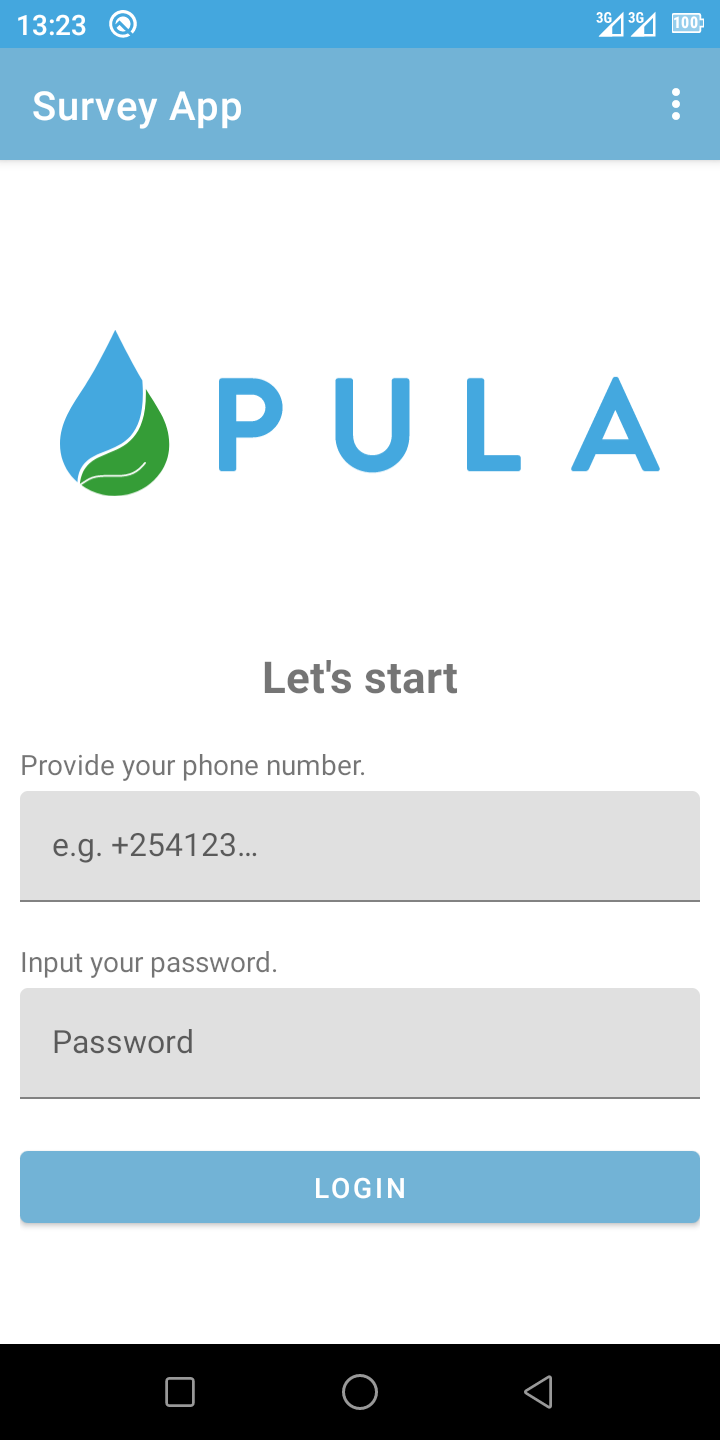 13:23 3G 3G 100
Survey App
PULA
Let's start
Provide your phone number.
e.g. +254123...
Input your password.
Password
LOGIN